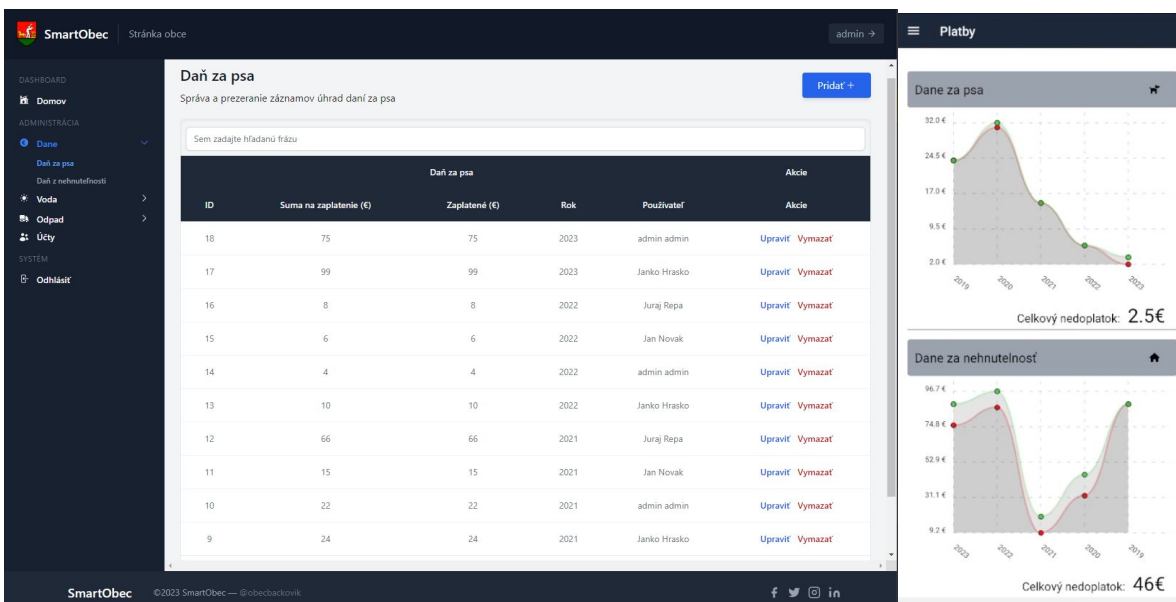 SmartObec Stránka obce admin →
DASHBOARD
Domov
ADMINISTRÁCIA
Dane
Daň za psa
Daň z nehnuteľnosti
Voda
Odpad
Účty
SYSTÉM
Odhlásiť
Daň za psa
Správa a prezeranie záznamov úhrad daní za psa
Pridať +
Sem zadajte hľadanú frázu
Daň za psa Akcie
ID Suma na zaplatenie (€) Zaplatené (€) Rok Používateľ Akcie
18 75 75 2023 admin admin Upraviť Vymazať
17 99 99 2023 Janko Hrasko Upraviť Vymazať
16 8 8 2022 Juraj Repa Upraviť Vymazať
15 6 6 2022 Jan Novak Upraviť Vymazať
14 4 4 2022 admin admin Upraviť Vymazať
13 10 10 2022 Janko Hrasko Upraviť Vymazať
12 66 66 2021 Juraj Repa Upraviť Vymazať
11 15 15 2021 Jan Novak Upraviť Vymazať
10 22 22 2021 admin admin Upraviť Vymazať
9 24 24 2021 Janko Hrasko Upraviť Vymazať
SmartObec ©2023 SmartObec — @obecbackovik
Platby
Dane za psa
32.0 €
24.5 €
17.0 €
9.5 €
2.0 €
2019 2020 2021 2022 2023
Celkový nedoplatok: 2.5€
Dane za nehnutelnosť
96.7 €
74.8 €
52.9 €
31.1 €
9.2 €
2023 2022 2021 2020 2019
Celkový nedoplatok: 46€